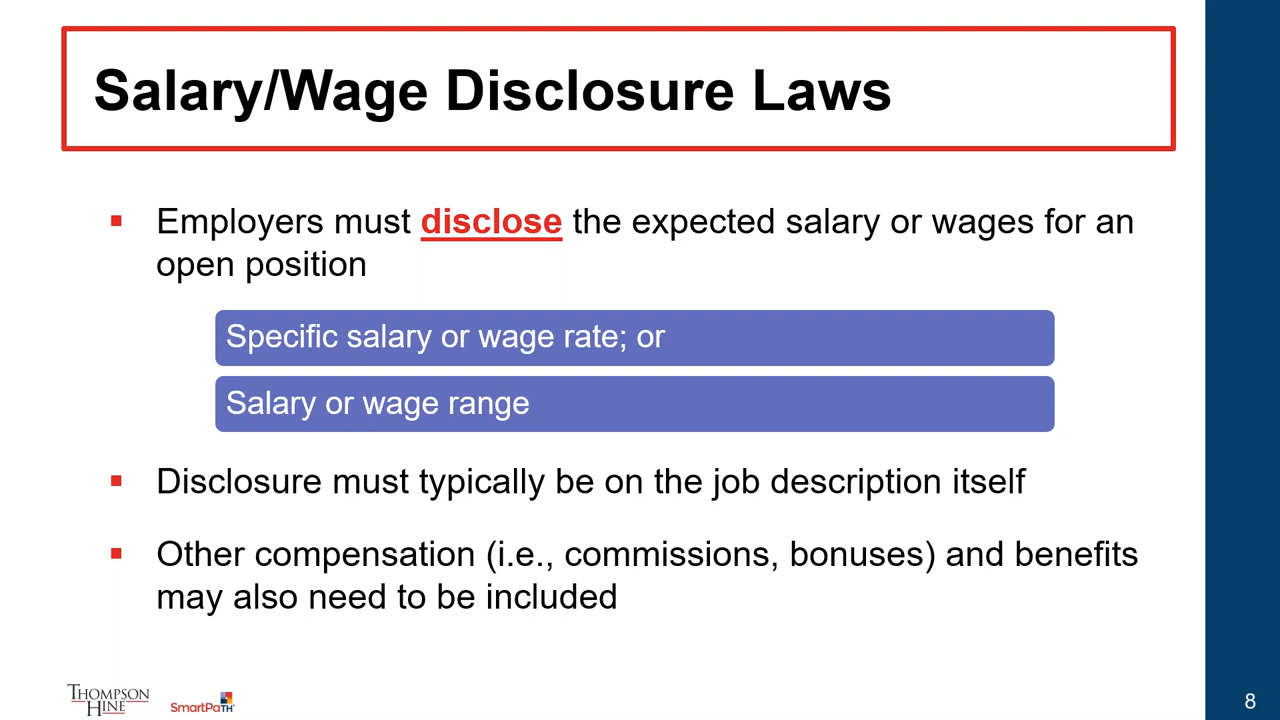 Salary/Wage Disclosure Laws
Employers must disclose the expected salary or wages for an
open position
Specific salary or wage rate; or
Salary or wage range
Disclosure must typically be on the job description itself
Other compensation (i.e., commissions, bonuses) and benefits
may also need to be included
THOMPSON
HINE
SmartPaTH
8